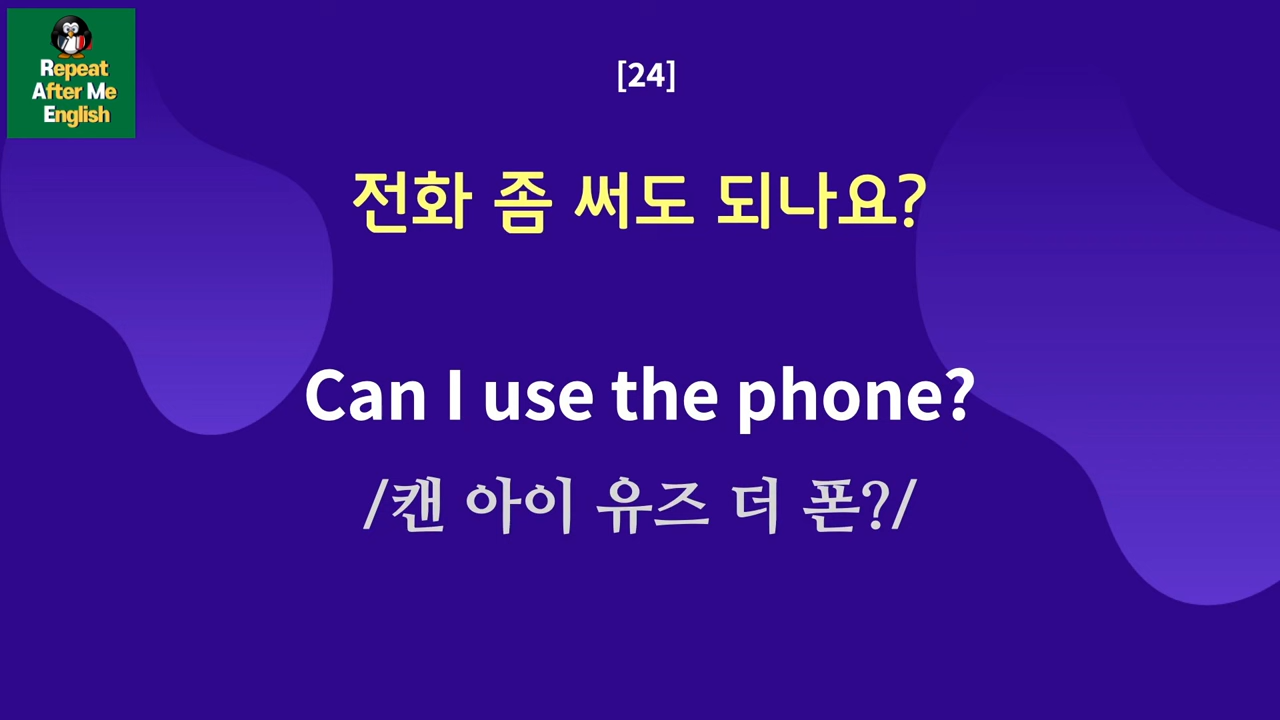 Repeat
After Me
English
[24]
전화 좀 써도 되나요?
Can I use the phone?
/캔 아이 유즈 더 폰?/